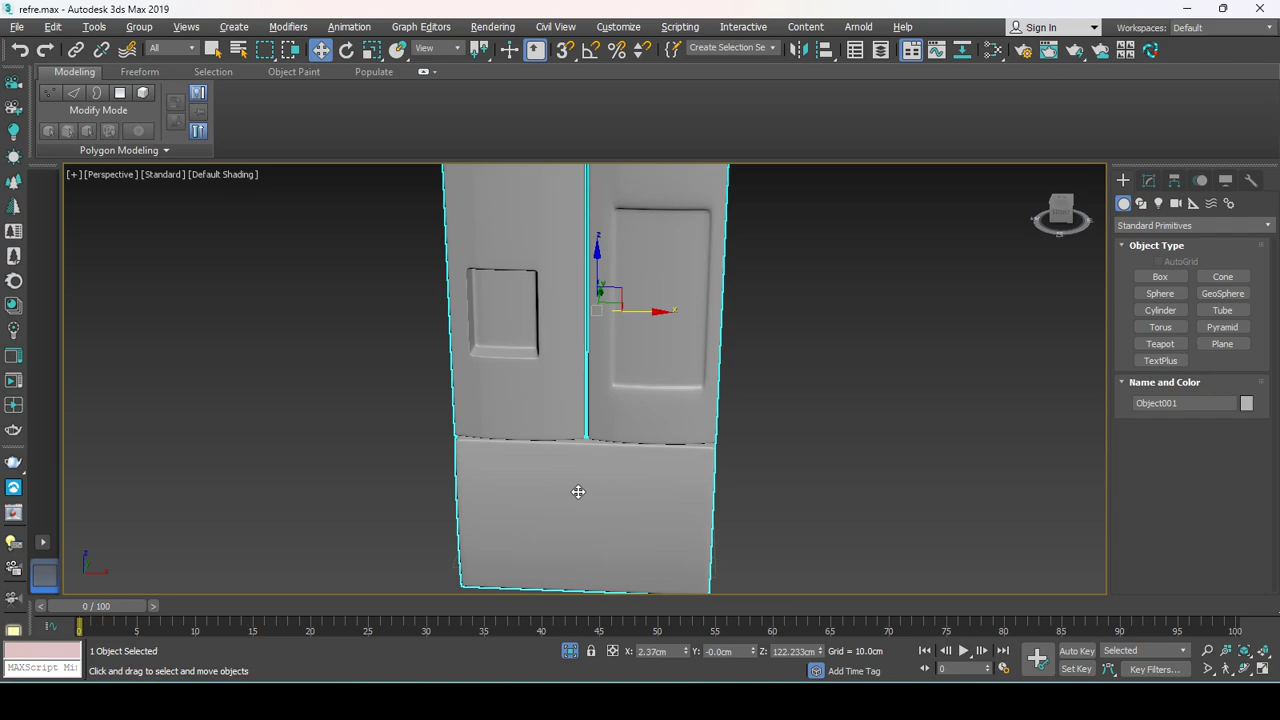 refre.max - Autodesk 3ds Max 2019
File Edit Tools Group Views Create Modifiers Animation Graph Editors Rendering Civil View Customize Scripting Interactive Content Arnold Help Sign In Workspaces: Default
All View Create Selection Se
Modeling Freeform Selection Object Paint Populate
Modify Mode
Polygon Modeling
[+] [Perspective] [Standard] [Default Shading]
Standard Primitives
Object Type
AutoGrid
Box Cone
Sphere GeoSphere
Cylinder Tube
Torus Pyramid
Teapot Plane
TextPlus
Name and Color
Object001
z
y
x
z
x
0 / 100
0 5 10 15 20 25 30 35 40 45 50 55 60 65 70 75 80 85 90 95 100
1 Object Selected X: 2.37cm Y: -0.0cm Z: 122.233cm Grid = 10.0cm Auto Key Selected
MAXScript Mi Click and drag to select and move objects Add Time Tag 0 Set Key Key Filters...